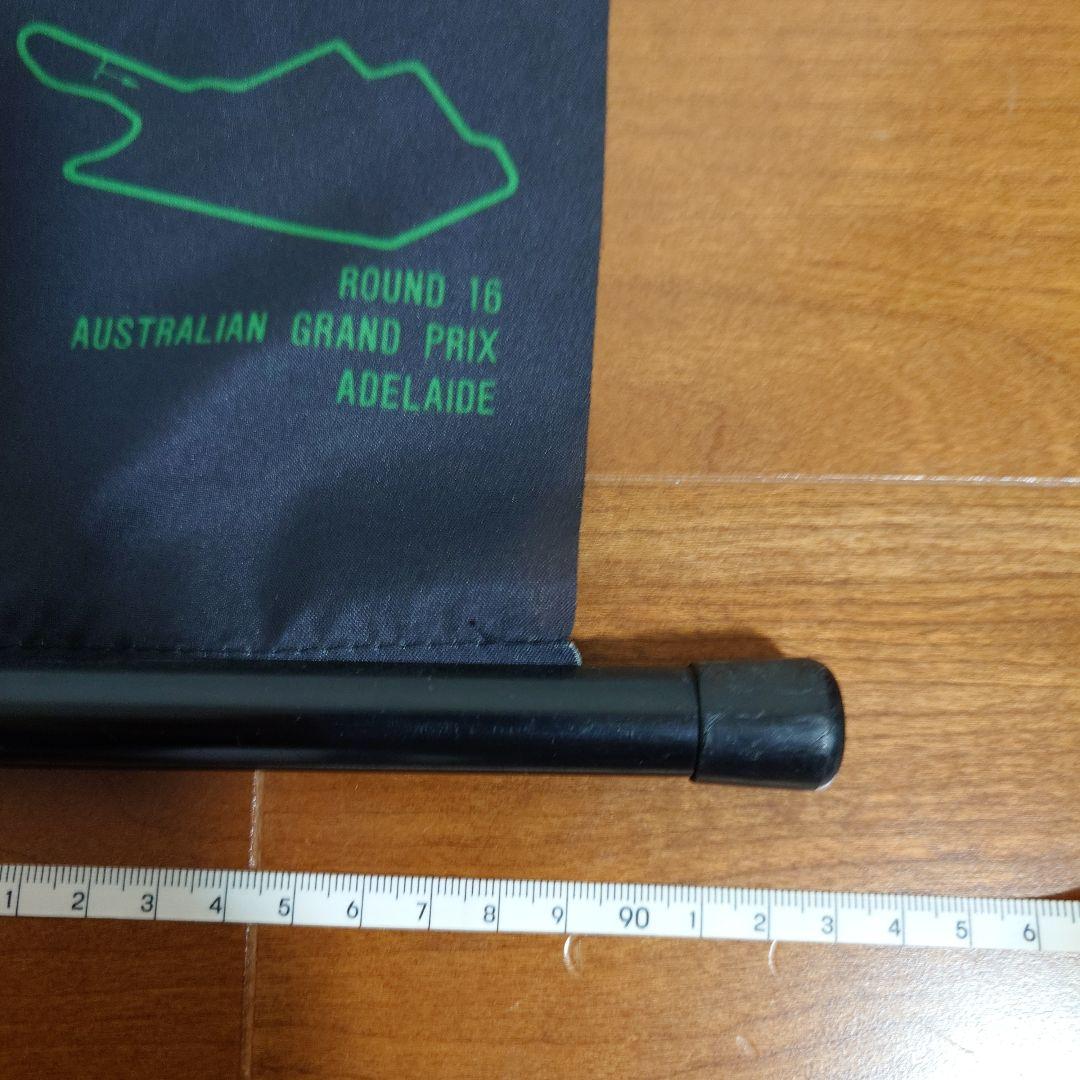 ROUND 16
AUSTRALIAN GRAND PRIX
ADELAIDE
1 2 3 4 5 6 7 8 9 90 1 2 3 4 5 6